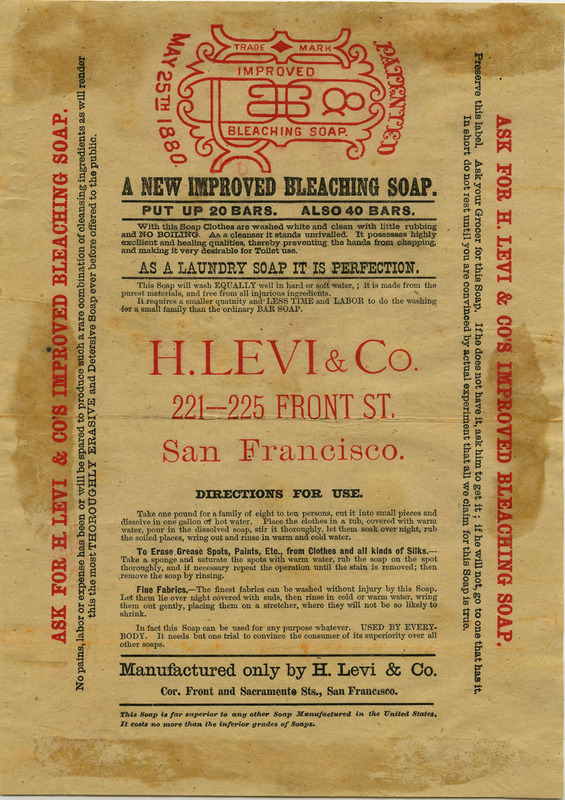 TRADE MARK
IMPROVED
BLEACHING SOAP.
MAY 25TH 1880.
PATENTED
A NEW IMPROVED BLEACHING SOAP.
PUT UP 20 BARS. ALSO 40 BARS.
With this Soap Clothes are washed white and clean with little rubbing
and NO BOILING. As a cleanser it stands unrivalled. It possesses highly
excllient and healing qualities, thereby preventing the hands from chapping,
and making it very desirable for Toilet use.
AS A LAUNDRY SOAP IT IS PERFECTION.
This Soap will wash EQUALLY well in hard or soft water, ; it is made from the
purest materials, and free from all injurious ingredients.
It requires a smaller quatnity and LESS TIME and LABOR to do the washing
for a small family than the ordinary BAR SOAP.
H. LEVI & Co.
221—225 FRONT ST.
San Francisco.
DIRECTIONS FOR USE.
Take one pound for a family of eight to ten persons, cut it into small pieces and
dissolve in one gallon of hot water. Place the clothes in a tub, covered with warm
water, pour in the dissolved soap, stir it thoroughly, let them soak over night, rub
the soiled places, wring out and rinse in warm and cold water.
To Erase Grease Spots, Paints, Etc., from Clothes and all kinds of Silks.—
Take a sponge and saturate the spots with warm water, rub the soap on the spot
thoroughly, and if necessary repeat the operation until the stain is removed; then
remove the soap by rinsing.
Fine Fabrics.—The finest fabrics can be washed without injury by this Soap.
Let them lie over night covered with suds, then rinse in cold or warm water, wring
them out gently, placing them on a stretcher, where they will not be so likely to
shrink.
In fact this Soap can be used for any purpose whatever. USED BY EVERY-
BODY. It needs but one trial to convince the consumer of its superiority over all
other soaps.
Manufactured only by H. Levi & Co.
Cor. Front and Sacramento Sts., San Francisco.
This Soap is far superior to any other Soap Manufactured in the United States.
It costs no more than the inferior grades of Soaps.
ASK FOR H. LEVI & CO'S IMPROVED BLEACHING SOAP.
No pains, labor or expense has been or will be spared to produce such a rare combination of cleansing ingredients as will render
this the most THOROUGHLY ERASIVE and Detersive Soap ever before offered to the public.
ASK FOR H. LEVI & CO'S IMPROVED BLEACHING SOAP.
Preserve this label. Ask your Grocer for this Soap. If he does not have it, ask him to get it ; if he will not, go to one that has it.
In short do not rest until you are convinced by actual experiment that all we claim for this Soap is true.